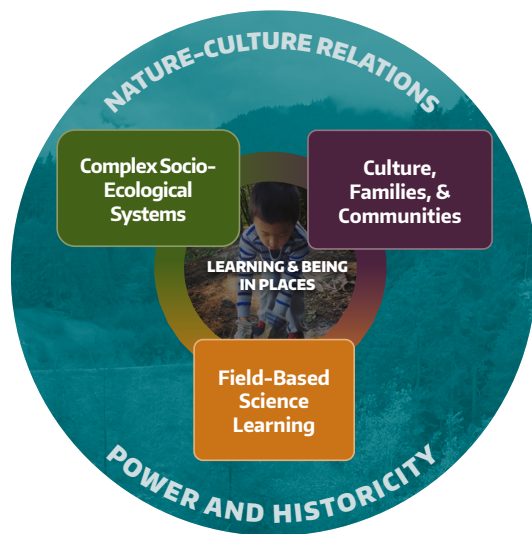 NATURE-CULTURE RELATIONS
Complex Socio-
Ecological
Systems
Culture,
Families, &
Communities
LEARNING & BEING
IN PLACES
Field-Based
Science
Learning
POWER AND HISTORICITY